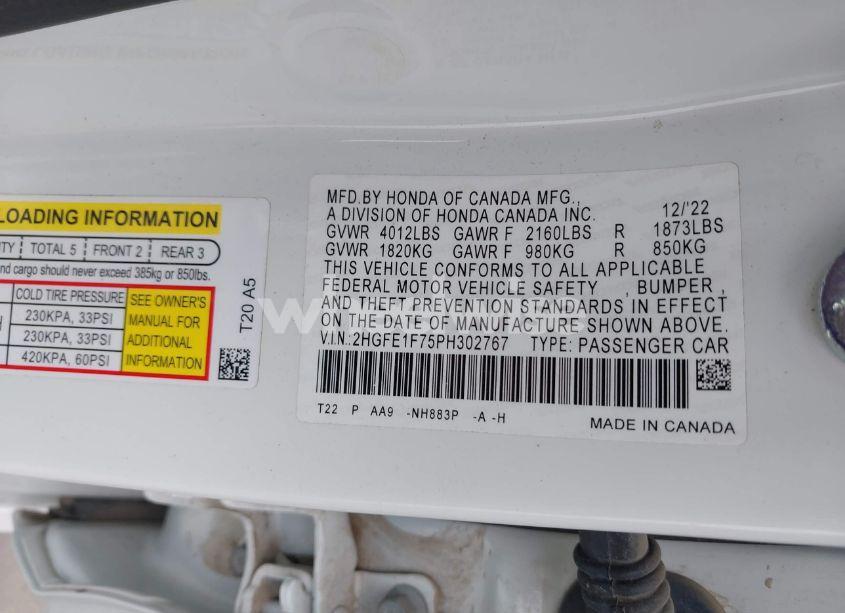 LOADING INFORMATION
TOTAL 5 FRONT 2 REAR 3
and cargo should never exceed 385kg or 850lbs.
COLD TIRE PRESSURE
230KPA, 33PSI
230KPA, 33PSI
420KPA, 60PSI
SEE OWNER'S
MANUAL FOR
ADDITIONAL
INFORMATION
T20 A5
MFD.BY HONDA OF CANADA MFG.,
A DIVISION OF HONDA CANADA INC. 12/'22
GVWR 4012LBS GAWR F 2160LBS R 1873LBS
GVWR 1820KG GAWR F 980KG R 850KG
THIS VEHICLE CONFORMS TO ALL APPLICABLE
FEDERAL MOTOR VEHICLE SAFETY , BUMPER ,
AND THEFT PREVENTION STANDARDS IN EFFECT
ON THE DATE OF MANUFACTURE SHOWN ABOVE.
V.I.N.:2HGFE1F75PH302767 TYPE: PASSENGER CAR
T22 P AA9 -NH883P -A -H
MADE IN CANADA